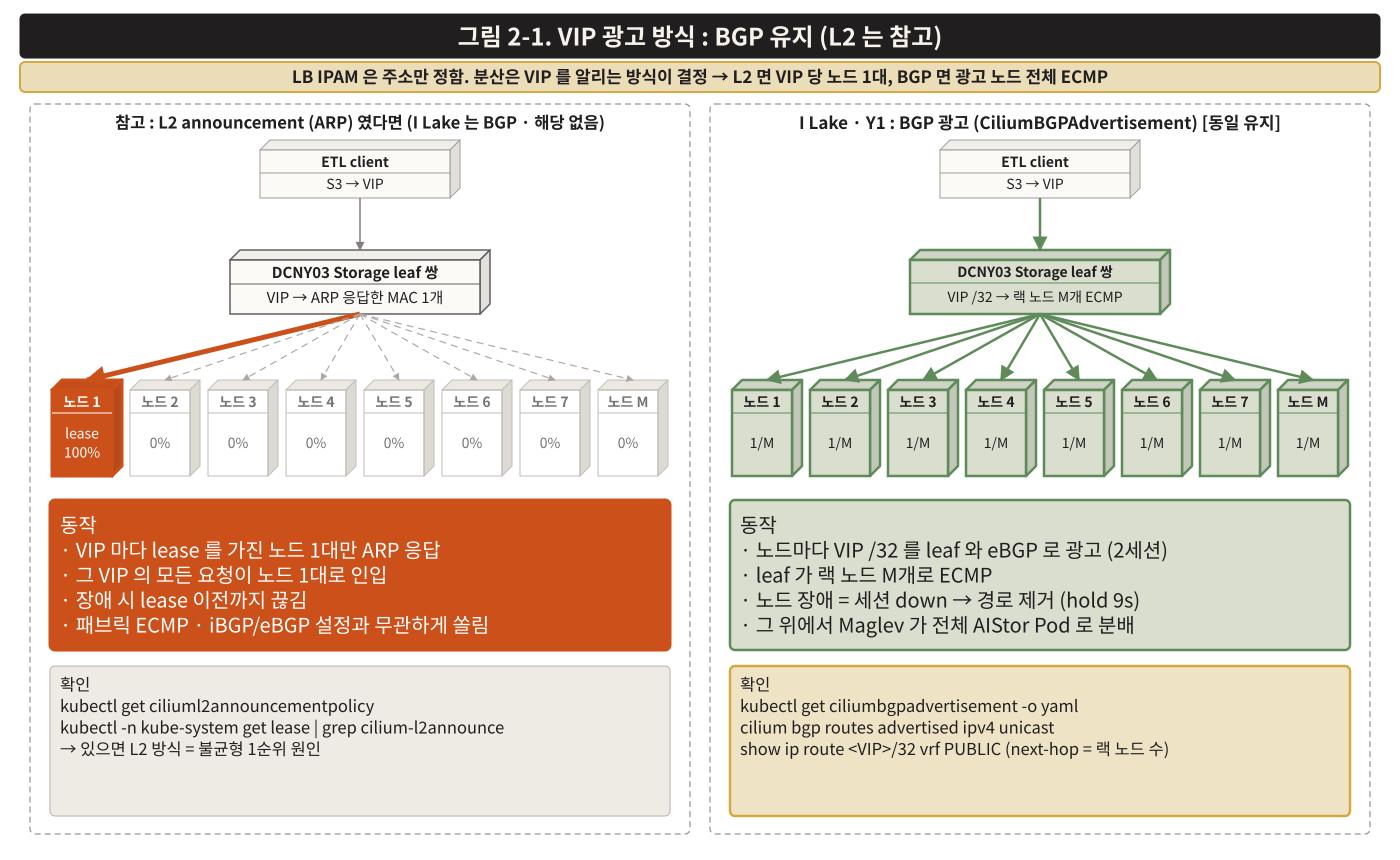 그림 2-1. VIP 광고 방식 : BGP 유지 (L2 는 참고)
LB IPAM 은 주소만 정함. 분산은 VIP 를 알리는 방식이 결정 → L2 면 VIP 당 노드 1대, BGP 면 광고 노드 전체 ECMP
참고 : L2 announcement (ARP) 였다면 (I Lake 는 BGP · 해당 없음)
ETL client
S3 → VIP
DCNY03 Storage leaf 쌍
VIP → ARP 응답한 MAC 1개
노드 1
노드 2
노드 3
노드 4
노드 5
노드 6
노드 7
노드 M
lease
100%
0%
0%
0%
0%
0%
0%
0%
동작
· VIP 마다 lease 를 가진 노드 1대만 ARP 응답
· 그 VIP 의 모든 요청이 노드 1대로 인입
· 장애 시 lease 이전까지 끊김
· 패브릭 ECMP · iBGP/eBGP 설정과 무관하게 쏠림
확인
kubectl get ciliuml2announcementpolicy
kubectl -n kube-system get lease | grep cilium-l2announce
→ 있으면 L2 방식 = 불균형 1순위 원인
I Lake · Y1 : BGP 광고 (CiliumBGPAdvertisement) [동일 유지]
ETL client
S3 → VIP
DCNY03 Storage leaf 쌍
VIP /32 → 랙 노드 M개 ECMP
노드 1
노드 2
노드 3
노드 4
노드 5
노드 6
노드 7
노드 M
1/M
1/M
1/M
1/M
1/M
1/M
1/M
1/M
동작
· 노드마다 VIP /32 를 leaf 와 eBGP 로 광고 (2세션)
· leaf 가 랙 노드 M개로 ECMP
· 노드 장애 = 세션 down → 경로 제거 (hold 9s)
· 그 위에서 Maglev 가 전체 AIStor Pod 로 분배
확인
kubectl get ciliumbgpadvertisement -o yaml
cilium bgp routes advertised ipv4 unicast
show ip route <VIP>/32 vrf PUBLIC (next-hop = 랙 노드 수)